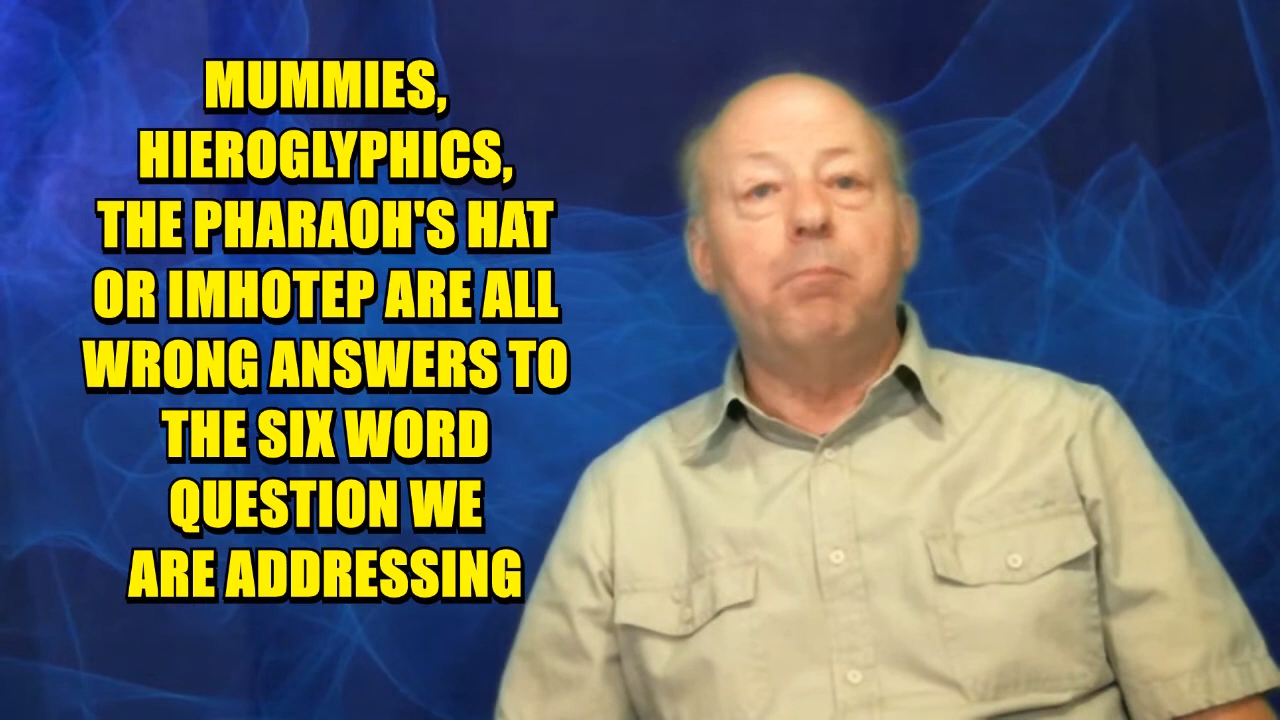 MUMMIES,
HIEROGLYPHICS,
THE PHARAOH'S HAT
OR IMHOTEP ARE ALL
WRONG ANSWERS TO
THE SIX WORD
QUESTION WE
ARE ADDRESSING